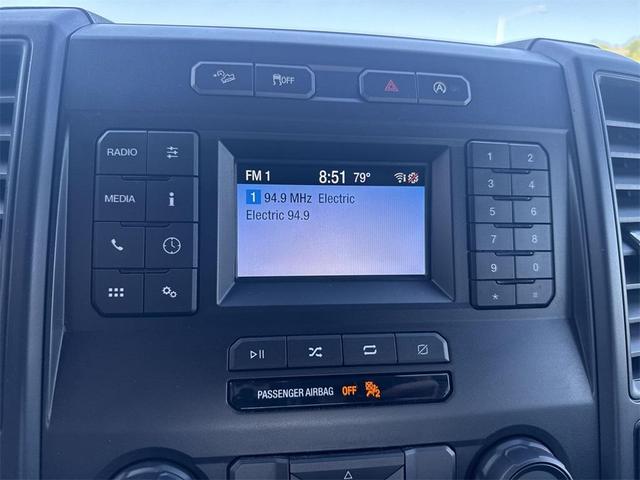 OFF
A
FM 1 8:51 79°
1 94.9 MHz Electric
Electric 94.9
RADIO
MEDIA
1 2
3 4
5 6
7 8
9 0
* #
PASSENGER AIRBAG OFF 2